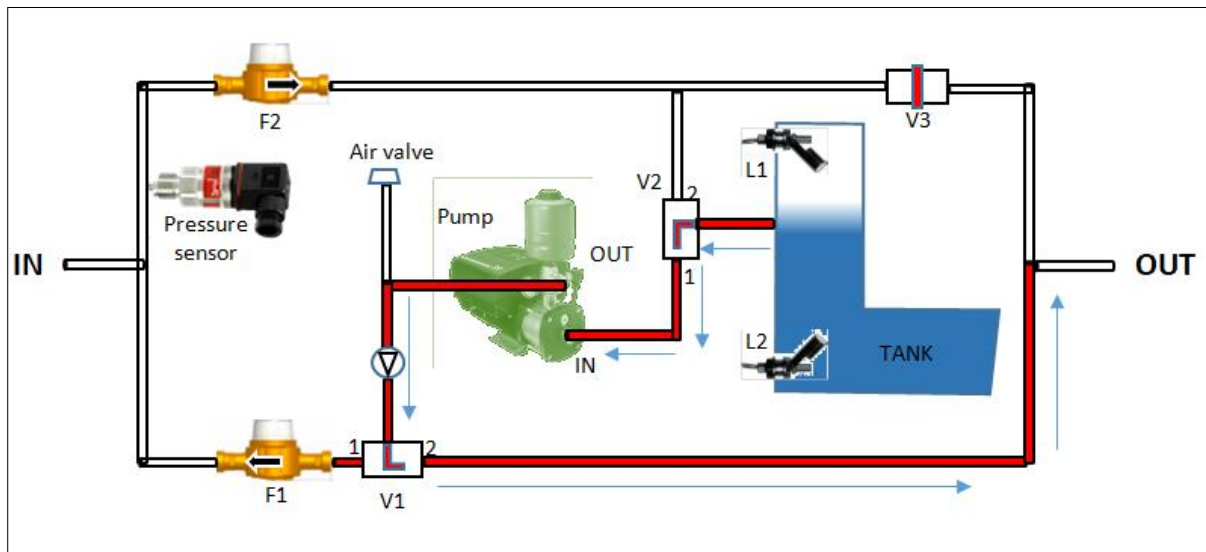 F2
V3
Air valve
L1
V2
2
Pump
Pressure
sensor
OUT
IN
OUT
1
L2
TANK
IN
1
2
F1
V1